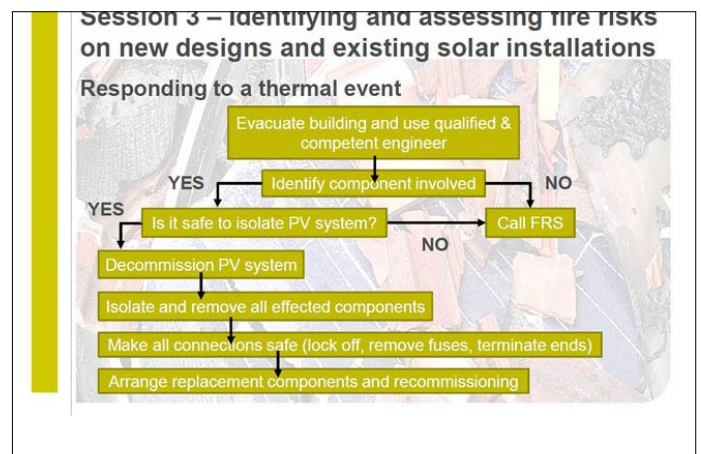 Session 3 – Identifying and assessing fire risks
on new designs and existing solar installations
Responding to a thermal event
Evacuate building and use qualified &
competent engineer
YES
Identify component involved
NO
YES
Is it safe to isolate PV system?
Call FRS
NO
Decommission PV system
Isolate and remove all effected components
Make all connections safe (lock off, remove fuses, terminate ends)
Arrange replacement components and recommissioning